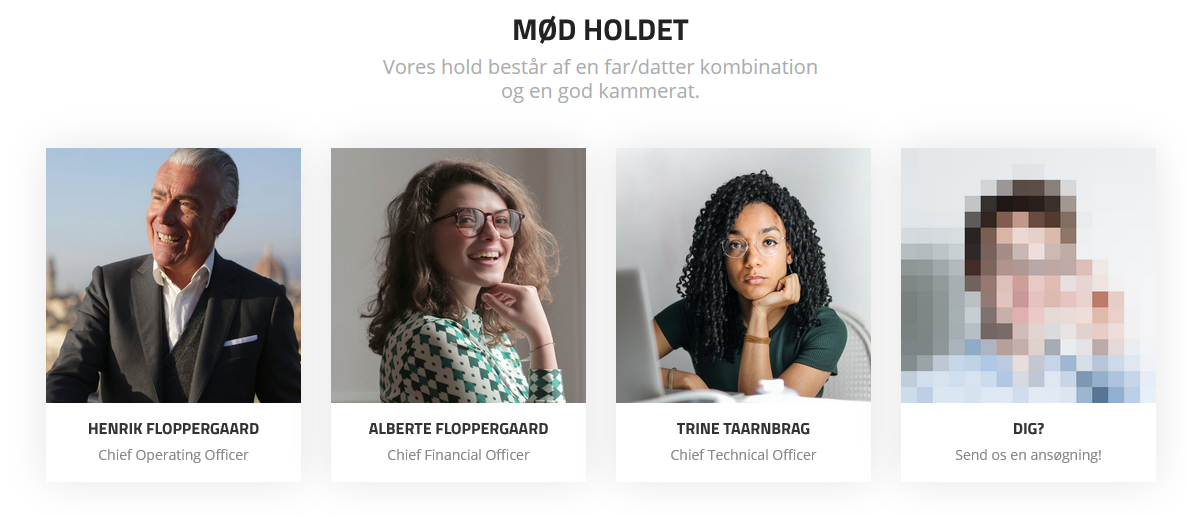 MØD HOLDET
Vores hold består af en far/datter kombination
og en god kammerat.
HENRIK FLOPPERGAARD
Chief Operating Officer
ALBERTE FLOPPERGAARD
Chief Financial Officer
TRINE TAARNBRAG
Chief Technical Officer
DIG?
Send os en ansøgning!